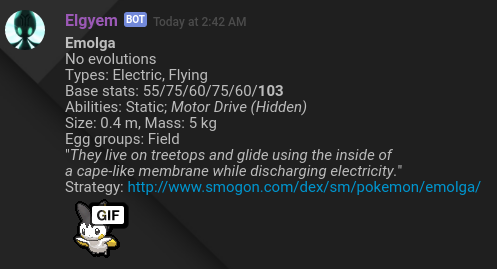 Elgyem BOT Today at 2:42 AM
Emolga
No evolutions
Types: Electric, Flying
Base stats: 55/75/60/75/60/103
Abilities: Static; Motor Drive (Hidden)
Size: 0.4 m, Mass: 5 kg
Egg groups: Field
"They live on treetops and glide using the inside of
a cape-like membrane while discharging electricity."
Strategy: http://www.smogon.com/dex/sm/pokemon/emolga/
GIF